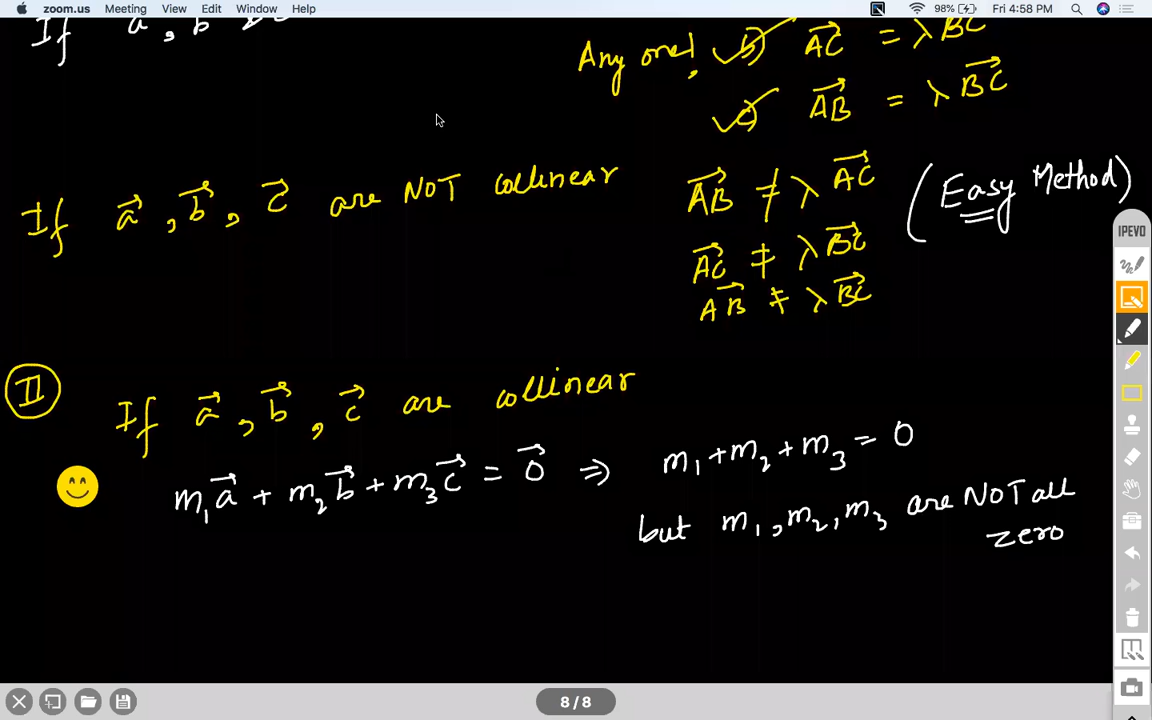 zoom.us Meeting View Edit Window Help 98% Fri 4:58 PM
If a⃗, b⃗
Any one! b) AC⃗ = λ BC⃗
c) AB⃗ = λ BC⃗
If a⃗, b⃗, c⃗ are NOT collinear AB⃗ ≠ λ AC⃗ (Easy Method)
AC⃗ ≠ λ BC⃗
AB⃗ ≠ λ BC⃗
IPEVO
II If a⃗, b⃗, c⃗ are collinear
m₁a⃗ + m₂b⃗ + m₃c⃗ = 0⃗ ⇒ m₁+m₂+m₃ = 0
but m₁, m₂, m₃ are NOT all
zero
8/8